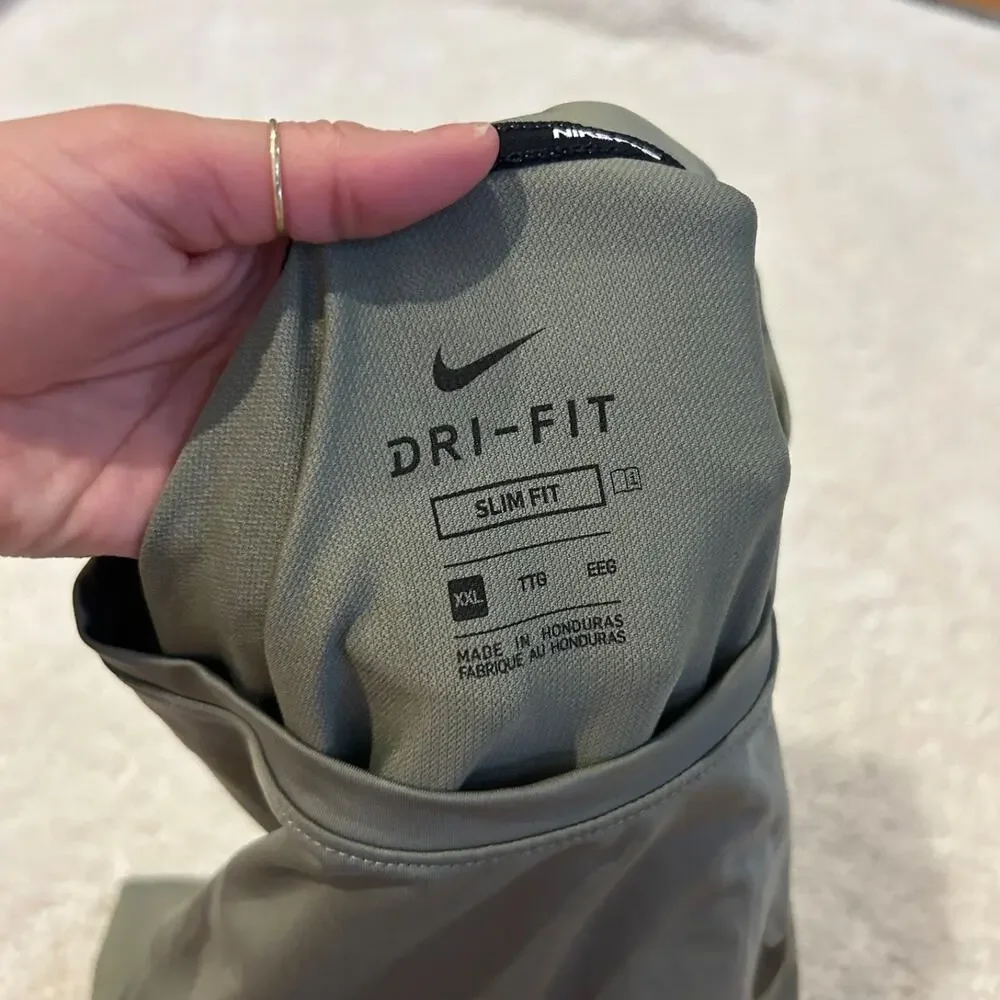 NIKE
DRI-FIT
SLIM FIT
XXL TTG EEG
MADE IN HONDURAS
FABRIQUE AU HONDURAS